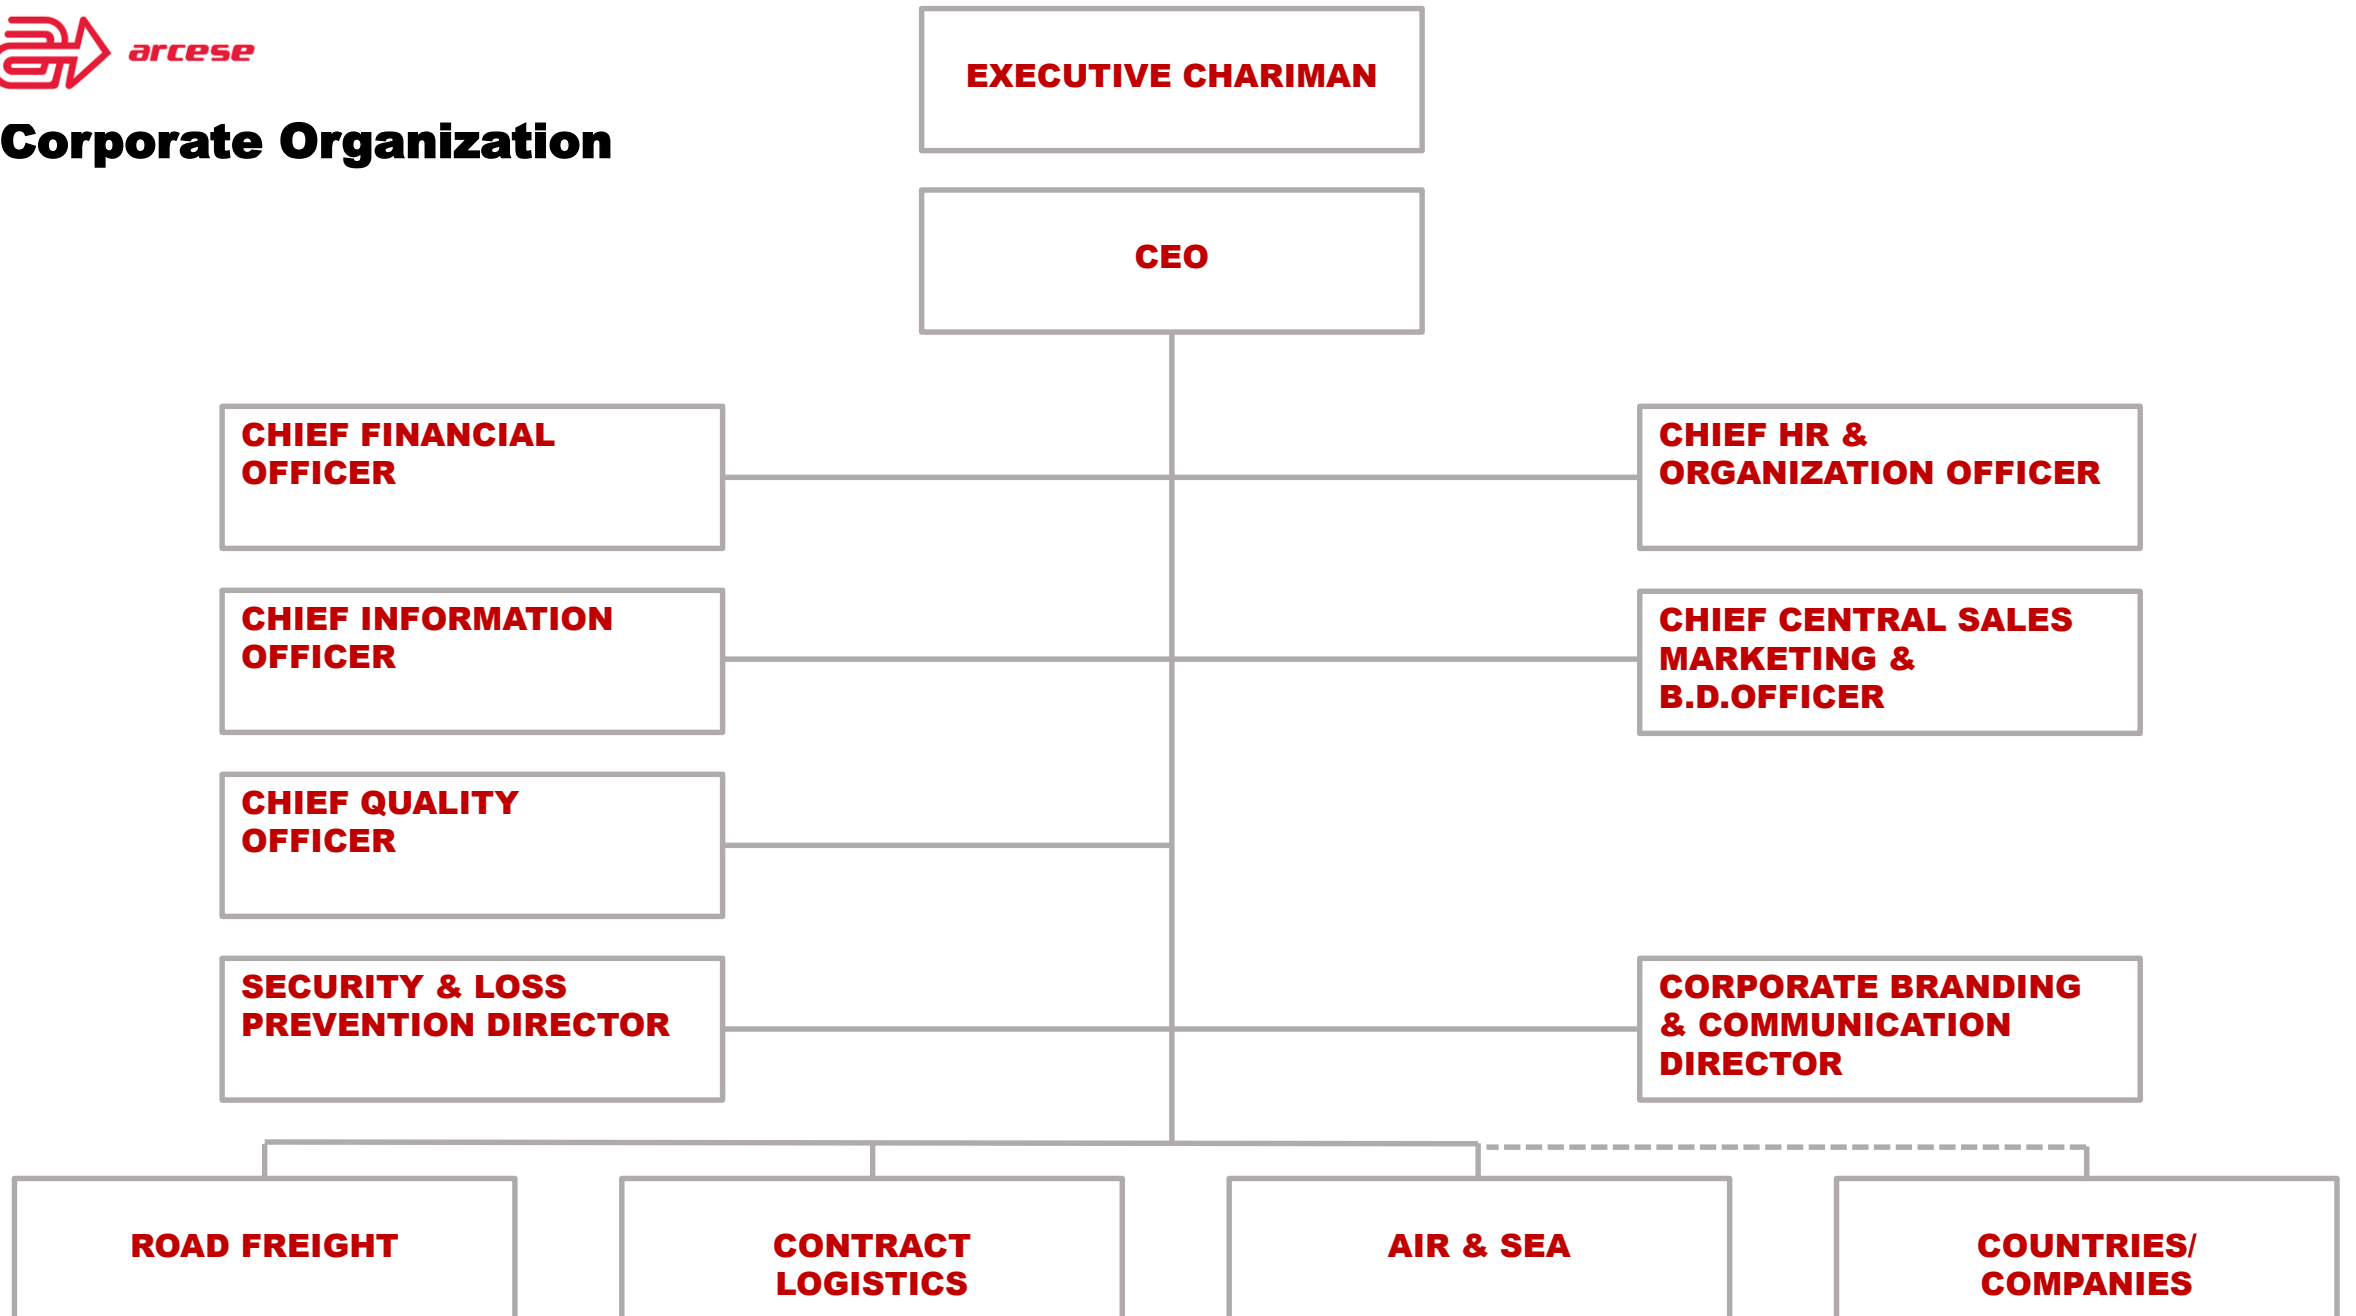 arcese
Corporate Organization
EXECUTIVE CHARIMAN
CEO
CHIEF FINANCIAL
OFFICER
CHIEF HR &
ORGANIZATION OFFICER
CHIEF INFORMATION
OFFICER
CHIEF CENTRAL SALES
MARKETING &
B.D.OFFICER
CHIEF QUALITY
OFFICER
SECURITY & LOSS
PREVENTION DIRECTOR
CORPORATE BRANDING
& COMMUNICATION
DIRECTOR
ROAD FREIGHT
CONTRACT
LOGISTICS
AIR & SEA
COUNTRIES/
COMPANIES